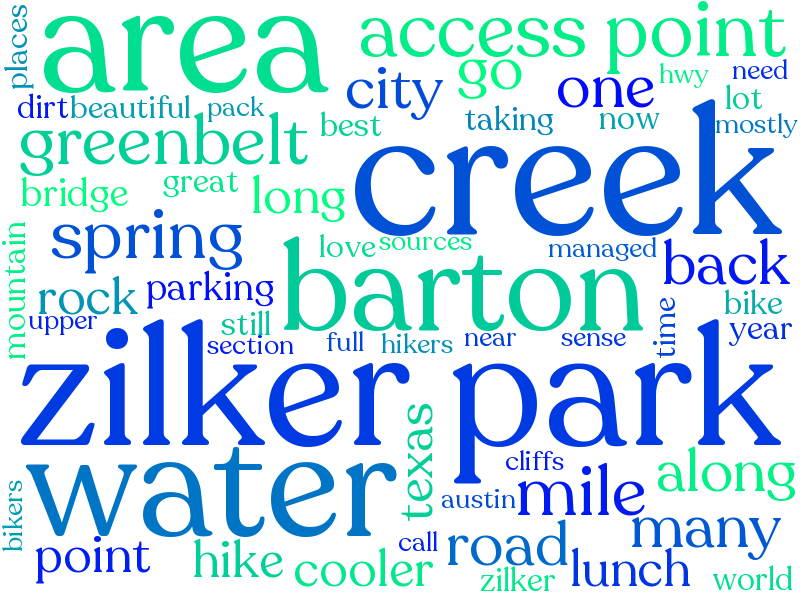 places
area
access point
go
hwy
need
city
one
lot
dirt
beautiful
pack
best
taking
now
mostly
greenbelt
creek
bridge
great
long
spring
love
sources
managed
back
mountain
rock
parking
barton
time
bike
year
upper
still
section
full
hikers
near
sense
zilker park
water
texas
cliffs
along
bikers
austin
mile
many
point
hike
call
road
cooler
zilker
lunch
world